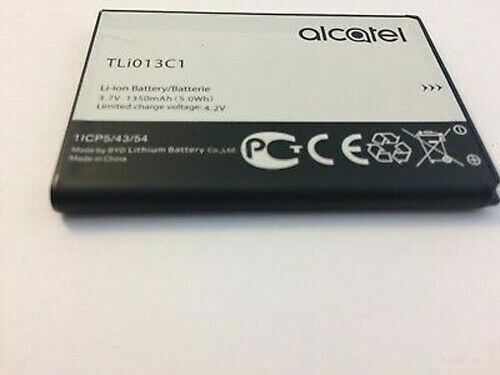 alcatel
TLi013C1
Li-ion Battery/Batterie
3.7V 1350mAh(5.0Wh)
Limited charge voltage: 4.2V
1ICP5/43/54
Made by BYD Lithium Battery Co.,Ltd.
Made in China